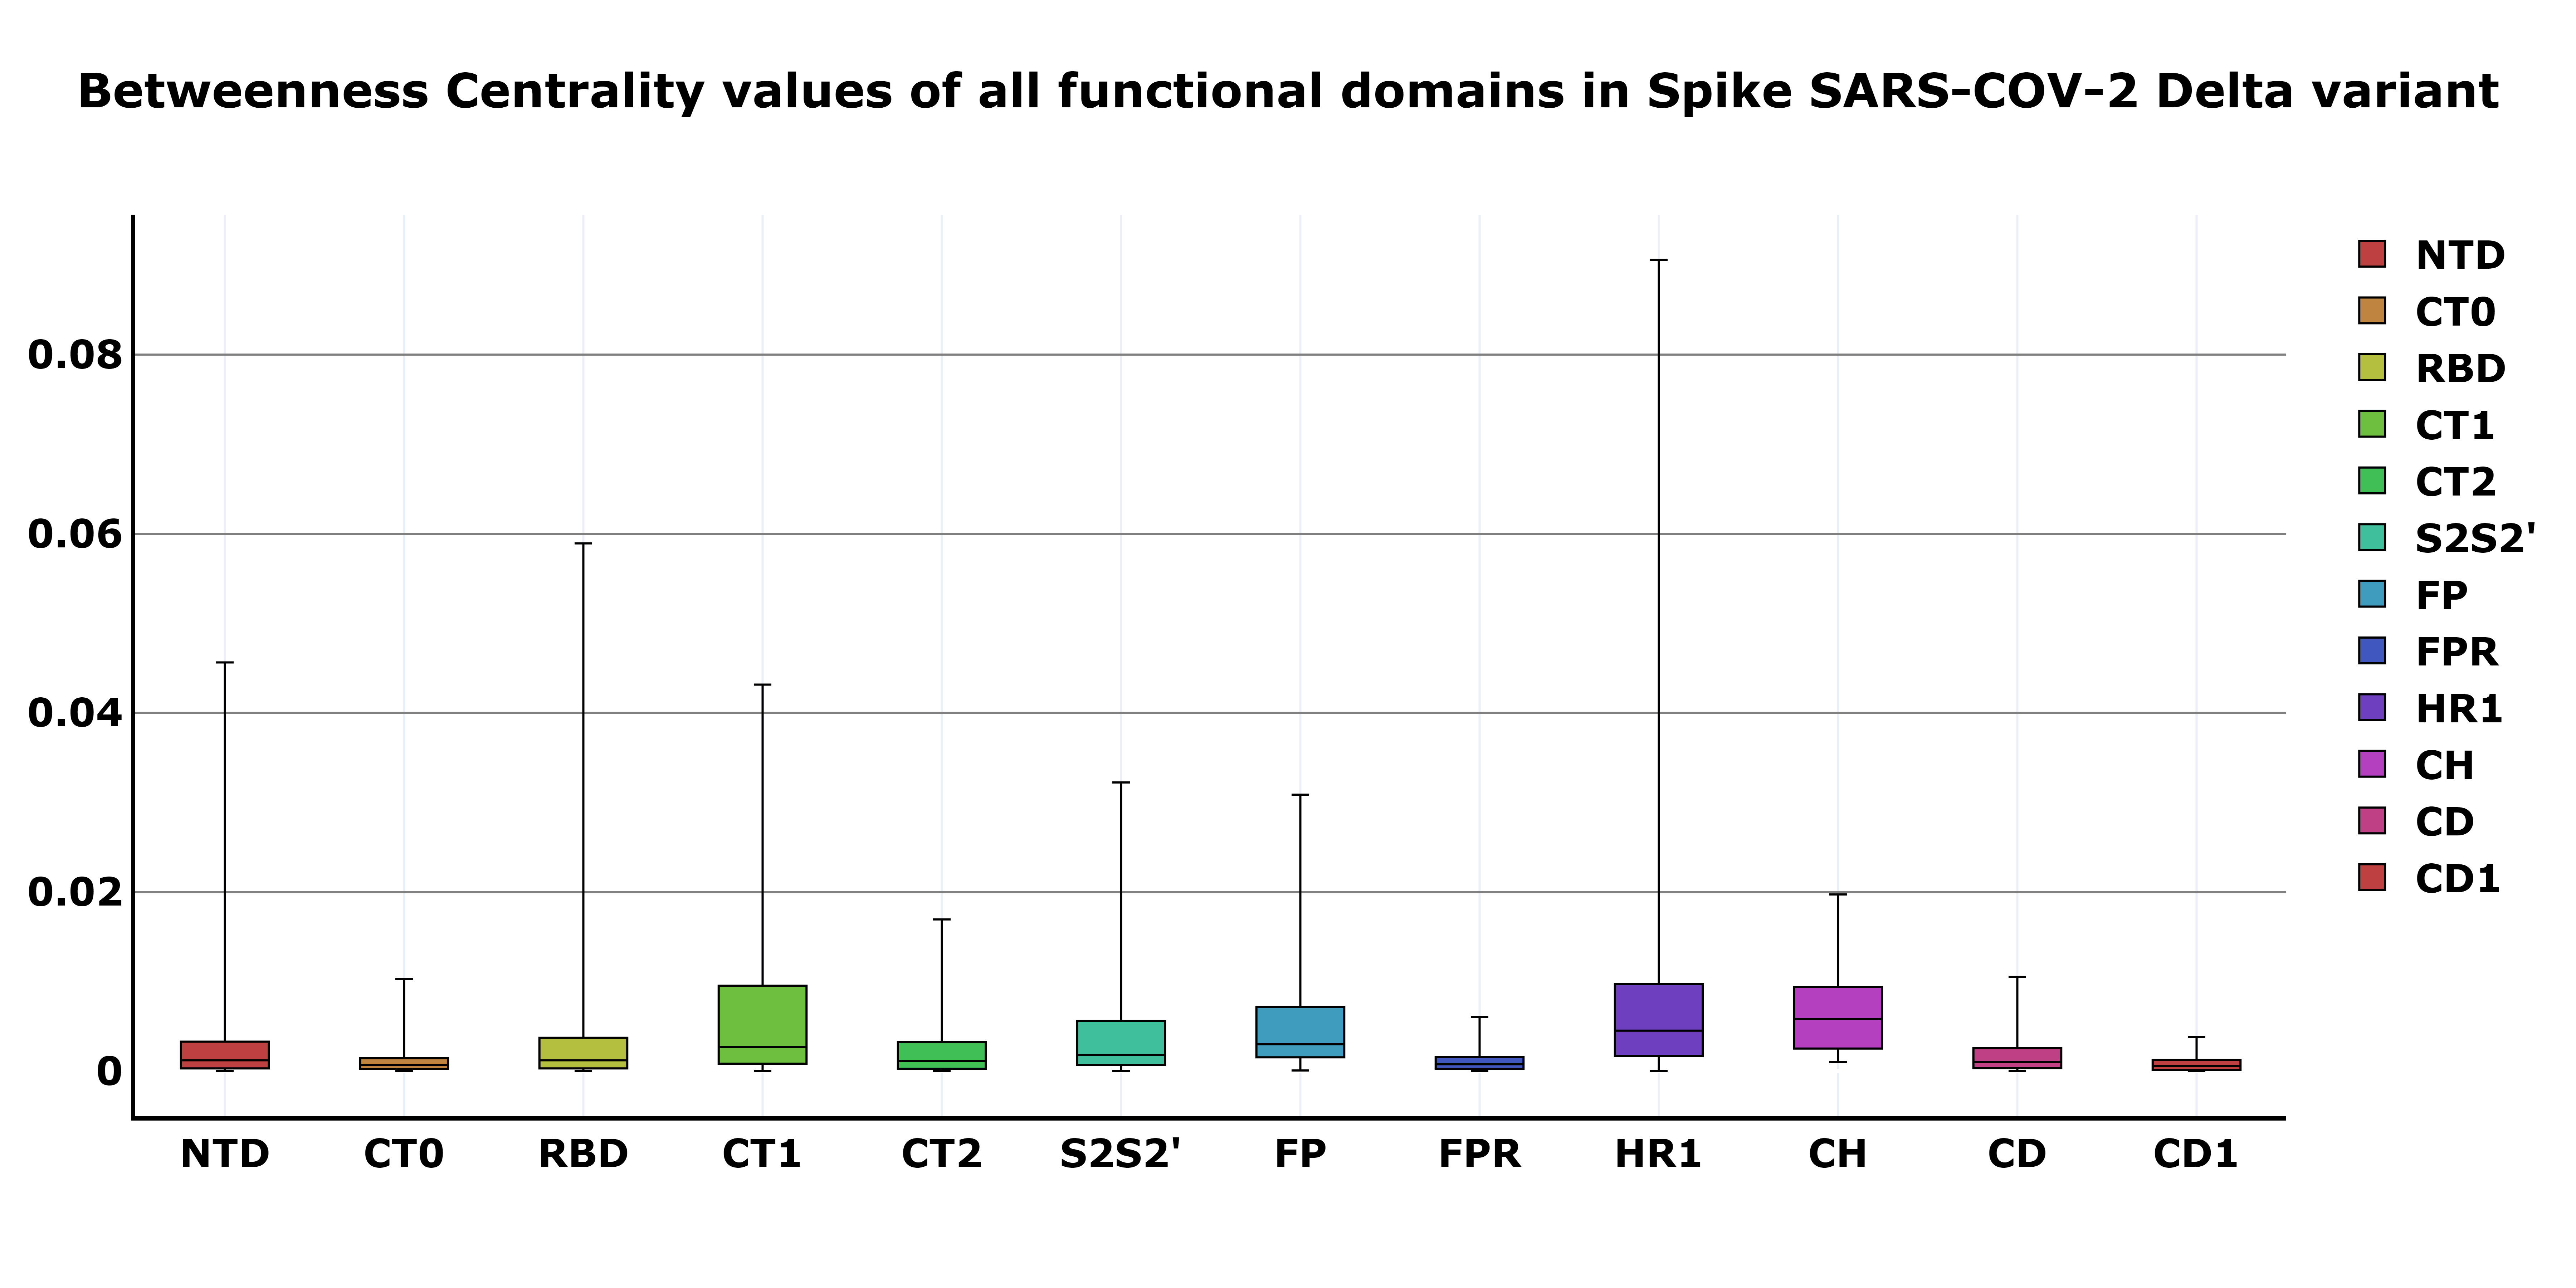 Betweenness Centrality values of all functional domains in Spike SARS-COV-2 Delta variant
0.08
0.06
0.04
0.02
0
NTD CT0 RBD CT1 CT2 S2S2' FP FPR HR1 CH CD CD1
NTD
CT0
RBD
CT1
CT2
S2S2'
FP
FPR
HR1
CH
CD
CD1